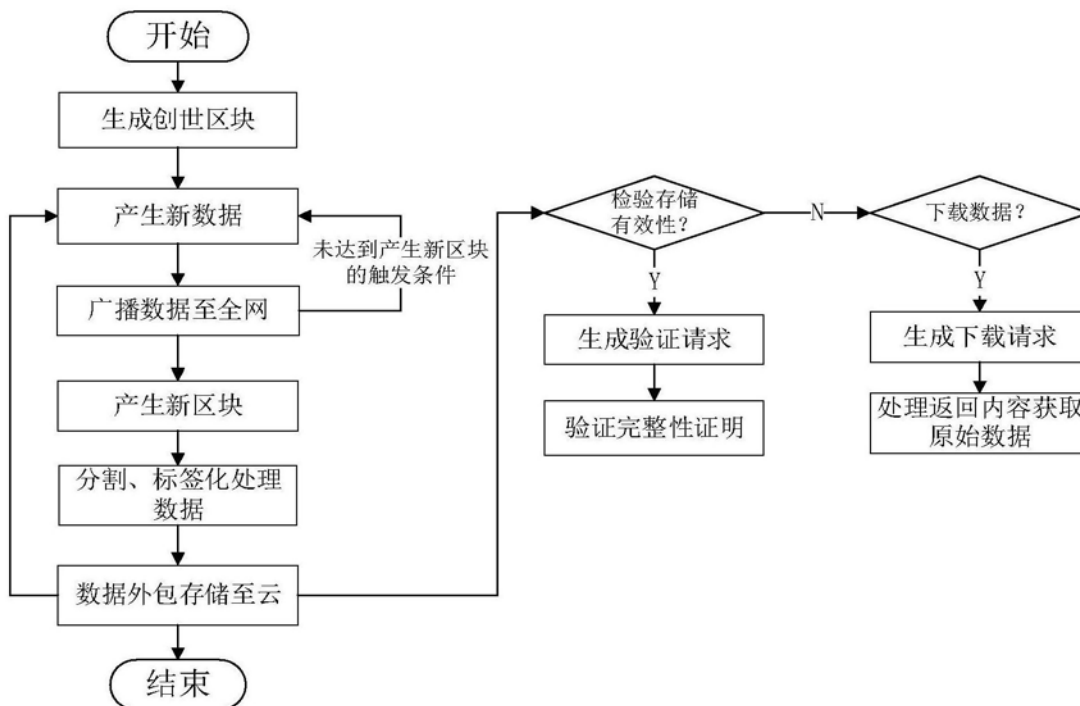 开始
生成创世区块
产生新数据
未达到产生新区块
的触发条件
广播数据至全网
产生新区块
分割、标签化处理
数据
数据外包存储至云
结束
检验存储
有效性？
N
下载数据？
Y
Y
生成验证请求
生成下载请求
验证完整性证明
处理返回内容获取
原始数据